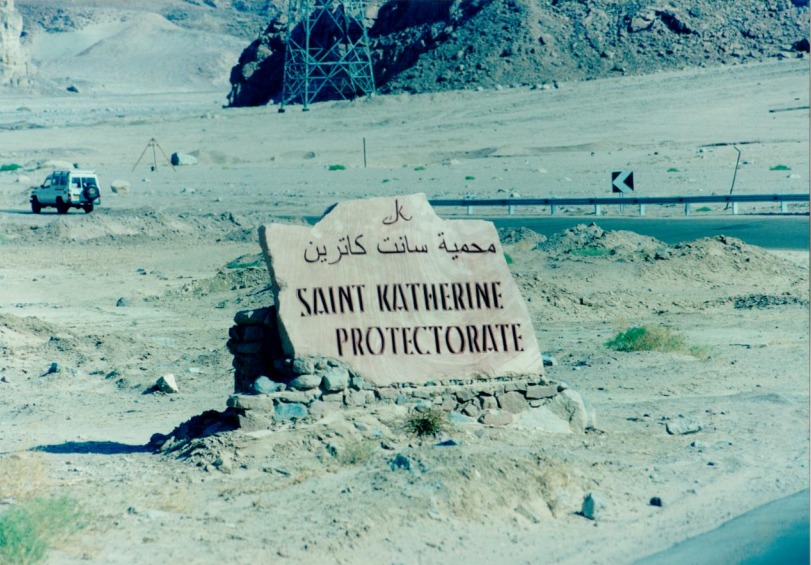 محمية سانت كاترين
SAINT KATHERINE
PROTECTORATE